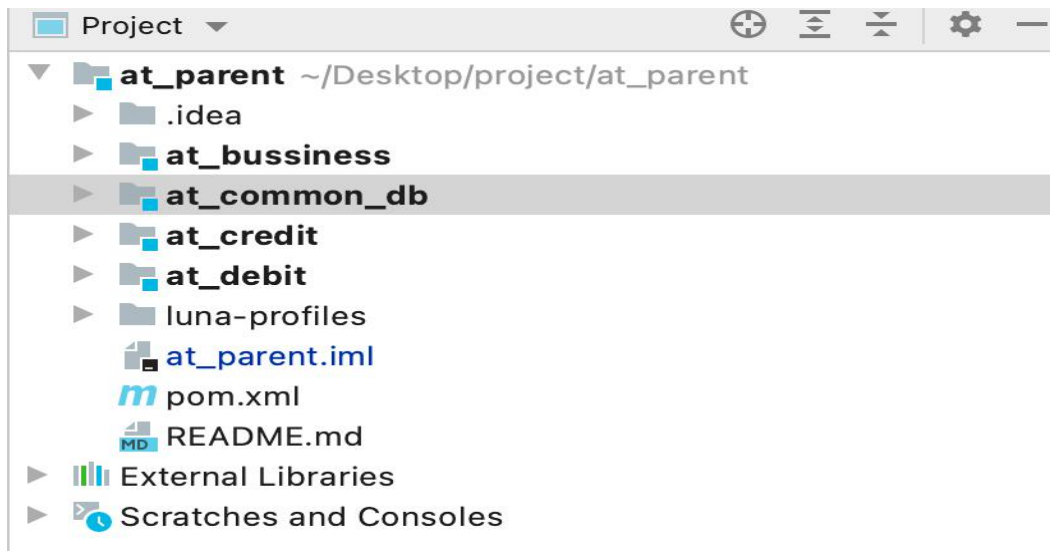 Project
at_parent ~/Desktop/project/at_parent
.idea
at_bussiness
at_common_db
at_credit
at_debit
luna-profiles
at_parent.iml
m pom.xml
MD README.md
External Libraries
Scratches and Consoles